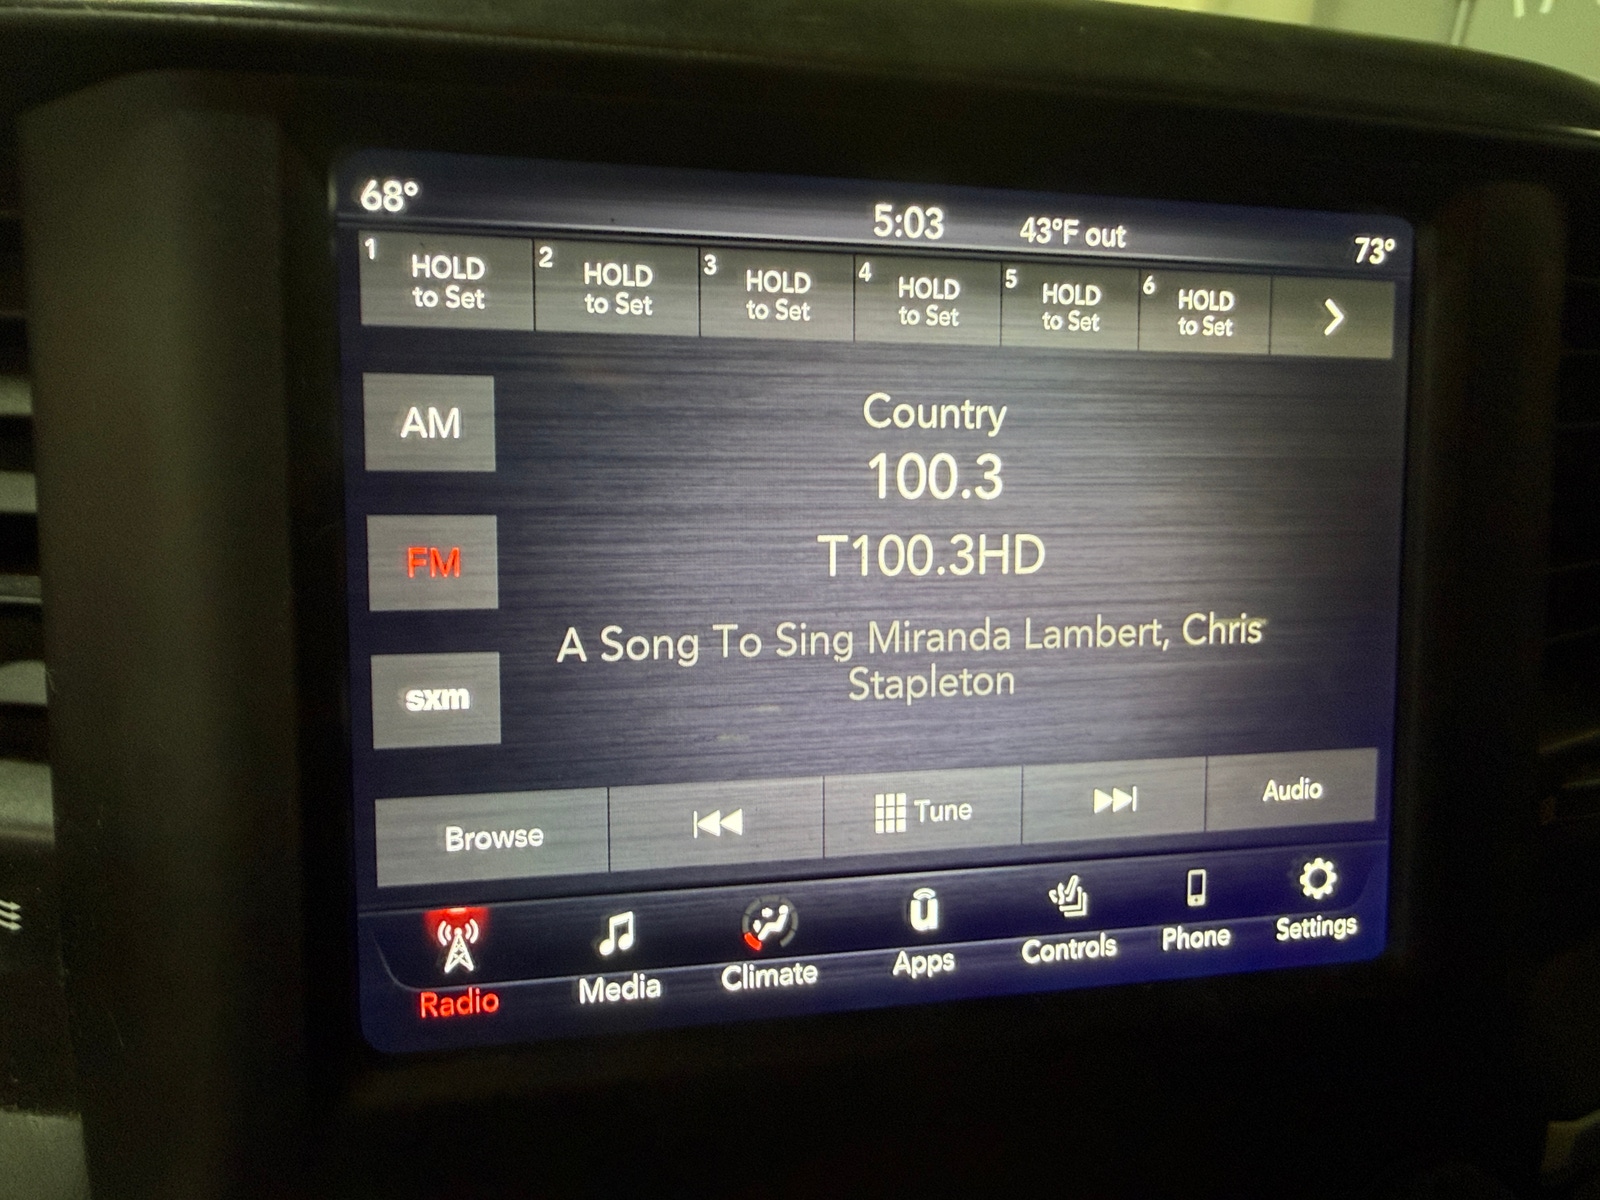 68° 5:03 43°F out 73°
1 HOLD to Set
2 HOLD to Set
3 HOLD to Set
4 HOLD to Set
5 HOLD to Set
6 HOLD to Set
AM
Country
100.3
FM
T100.3HD
A Song To Sing Miranda Lambert, Chris
Stapleton
sxm
Browse Tune Audio
Radio Media Climate Apps Controls Phone Settings